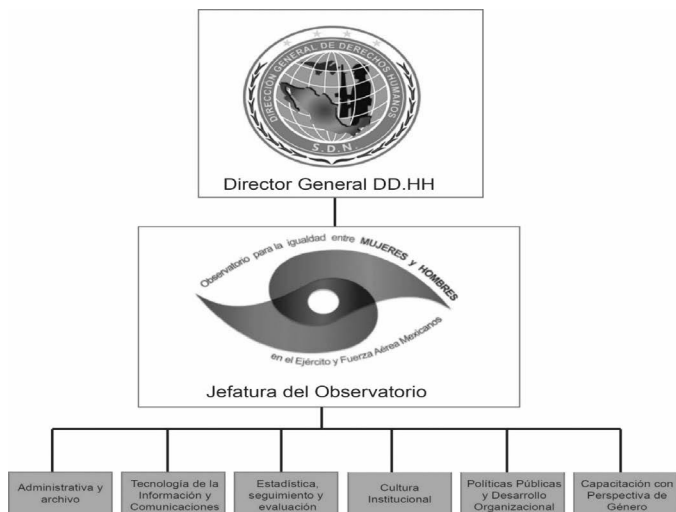 DIRECCIÓN GENERAL DE DERECHOS HUMANOS
S.D.N.
Director General DD.HH
Observatorio para la igualdad entre MUJERES y HOMBRES
en el Ejército y Fuerza Aérea Mexicanos
Jefatura del Observatorio
Administrativa y
archivo
Tecnología de la
Información y
Comunicaciones
Estadística,
seguimiento y
evaluación
Cultura
Institucional
Políticas Públicas
y Desarrollo
Organizacional
Capacitación con
Perspectiva de
Género